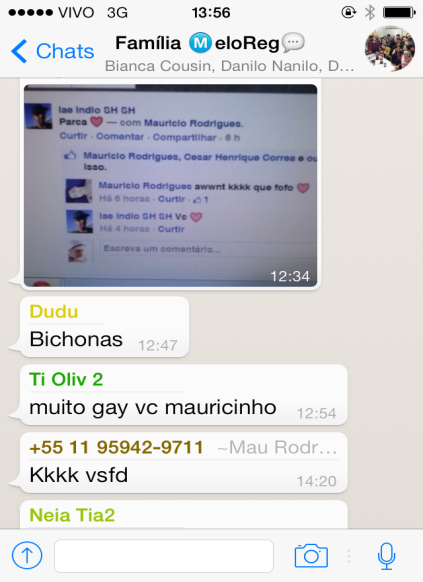 VIVO 3G 13:56
Chats
Família MeloReg
Bianca Cousin, Danilo Nanilo, D...
Iae Indio SH SH
Parca — com Mauricio Rodrigues.
Curtir · Comentar · Compartilhar · 6 h
Mauricio Rodrigues, Cesar Henrique Correa e ou
isso.
Mauricio Rodrigues awwnt kkkk que fofo
Há 6 horas · Curtir · 1
Iae Indio SH SH Vc
Há 4 horas · Curtir
Escreva um comentário...
12:34
Dudu
Bichonas 12:47
Ti Oliv 2
muito gay vc mauricinho 12:54
+55 11 95942-9711 ~Mau Rodr...
Kkkk vsfd 14:20
Neia Tia2